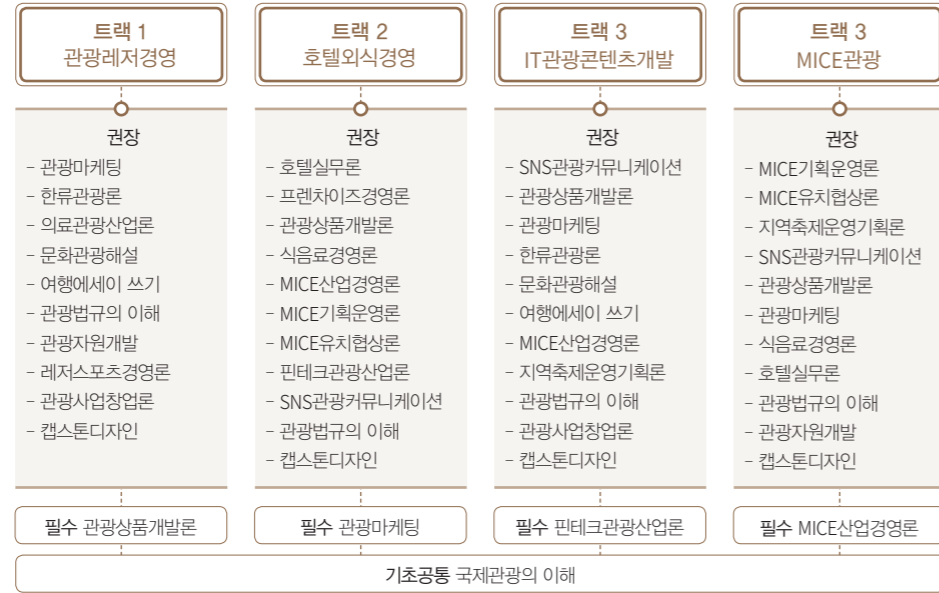 트랙 1
관광레저경영
권장
- 관광마케팅
- 한류관광론
- 의료관광산업론
- 문화관광해설
- 여행에세이 쓰기
- 관광법규의 이해
- 관광자원개발
- 레저스포츠경영론
- 관광사업창업론
- 캡스톤디자인
필수 관광상품개발론
트랙 2
호텔외식경영
권장
- 호텔실무론
- 프렌차이즈경영론
- 관광상품개발론
- 식음료경영론
- MICE산업경영론
- MICE기획운영론
- MICE유치협상론
- 핀테크관광산업론
- SNS관광커뮤니케이션
- 관광법규의 이해
- 캡스톤디자인
필수 관광마케팅
트랙 3
IT관광콘텐츠개발
권장
- SNS관광커뮤니케이션
- 관광상품개발론
- 관광마케팅
- 한류관광론
- 문화관광해설
- 여행에세이 쓰기
- MICE산업경영론
- 지역축제운영기획론
- 관광법규의 이해
- 관광사업창업론
- 캡스톤디자인
필수 핀테크관광산업론
트랙 3
MICE관광
권장
- MICE기획운영론
- MICE유치협상론
- 지역축제운영기획론
- SNS관광커뮤니케이션
- 관광상품개발론
- 관광마케팅
- 식음료경영론
- 호텔실무론
- 관광법규의 이해
- 관광자원개발
- 캡스톤디자인
필수 MICE산업경영론
기초공통 국제관광의 이해